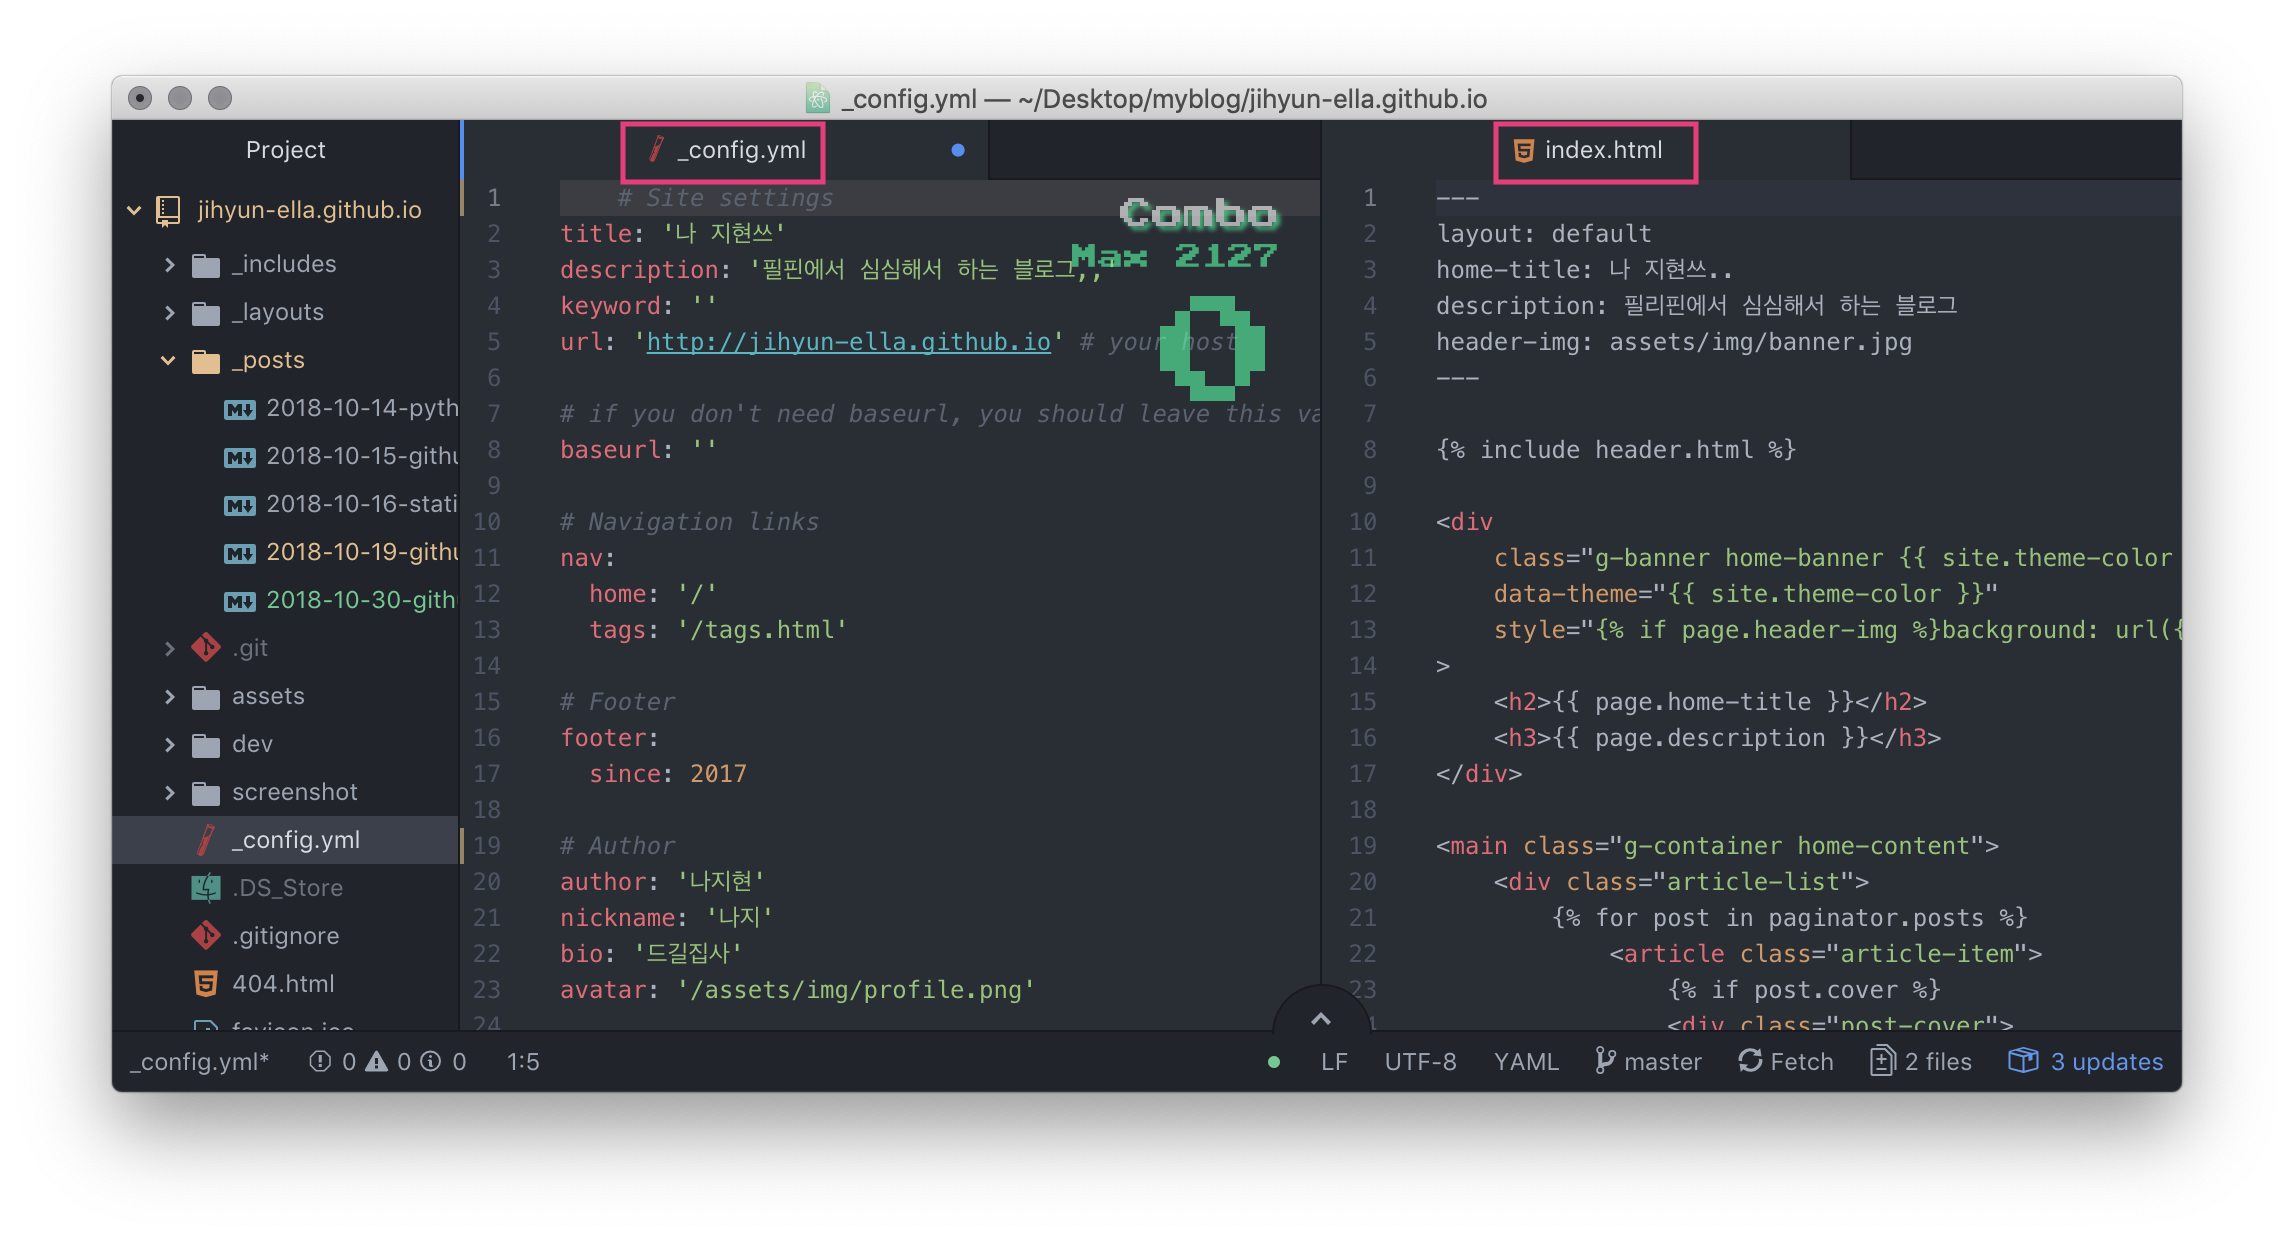 _config.yml — ~/Desktop/myblog/jihyun-ella.github.io
Project
jihyun-ella.github.io
_includes
_layouts
_posts
2018-10-14-pyth
2018-10-15-githu
2018-10-16-stati
2018-10-19-githu
2018-10-30-gith
.git
assets
dev
screenshot
_config.yml
.DS_Store
.gitignore
404.html
favicon.ico
_config.yml
1 # Site settings
2 title: '나 지현쓰'
3 description: '필핀에서 심심해서 하는 블로그,,'
4 keyword: ''
5 url: 'http://jihyun-ella.github.io' # your host
6
7 # if you don't need baseurl, you should leave this va
8 baseurl: ''
9
10 # Navigation links
11 nav:
12 home: '/'
13 tags: '/tags.html'
14
15 # Footer
16 footer:
17 since: 2017
18
19 # Author
20 author: '나지현'
21 nickname: '나지'
22 bio: '드길집사'
23 avatar: '/assets/img/profile.png'
24
Combo
Max 2127
0
index.html
1 ---
2 layout: default
3 home-title: 나 지현쓰..
4 description: 필리핀에서 심심해서 하는 블로그
5 header-img: assets/img/banner.jpg
6 ---
7
8 {% include header.html %}
9
10 <div
11 class="g-banner home-banner {{ site.theme-color
12 data-theme="{{ site.theme-color }}"
13 style="{% if page.header-img %}background: url({
14 >
15 <h2>{{ page.home-title }}</h2>
16 <h3>{{ page.description }}</h3>
17 </div>
18
19 <main class="g-container home-content">
20 <div class="article-list">
21 {% for post in paginator.posts %}
22 <article class="article-item">
23 {% if post.cover %}
<div class="post-cover">
_config.yml* 0 0 0 1:5
LF UTF-8 YAML master Fetch 2 files 3 updates